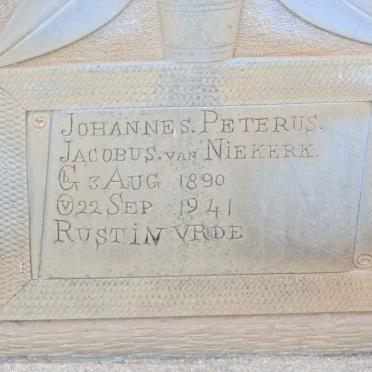 JOHANNES. PETERUS.
JACOBUS. VAN NIEKERK.
G 3 AUG 1890
V 22 SEP 1941
RUST IN VRDE